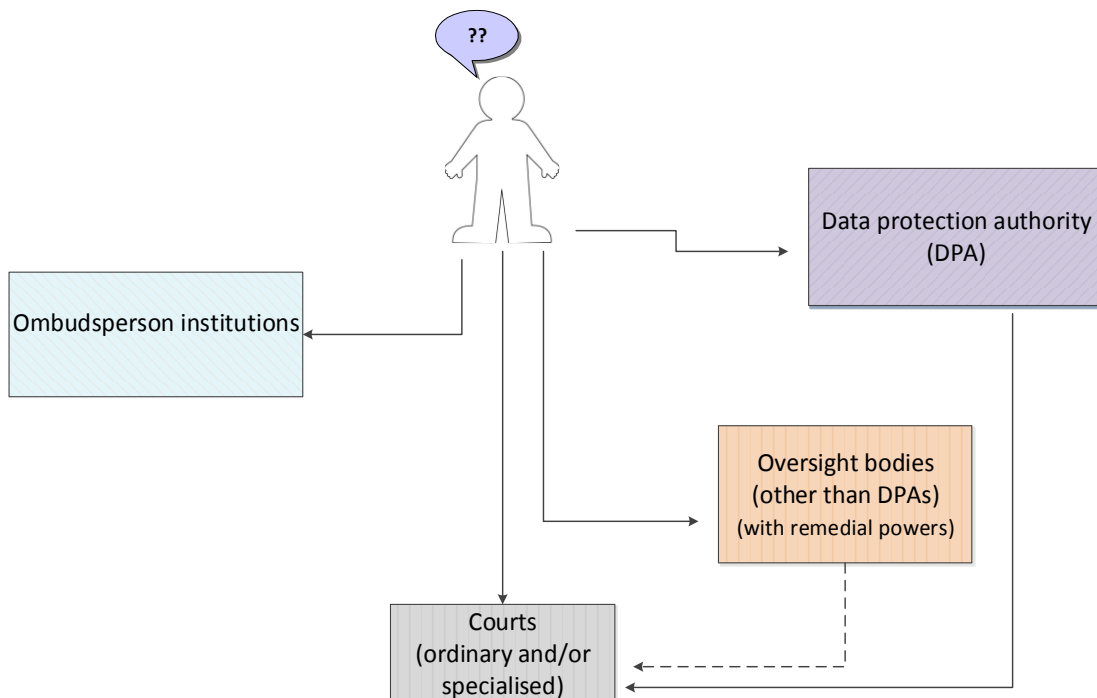 ??
Data protection authority
(DPA)
Ombudsperson institutions
Oversight bodies
(other than DPAs)
(with remedial powers)
Courts
(ordinary and/or
specialised)